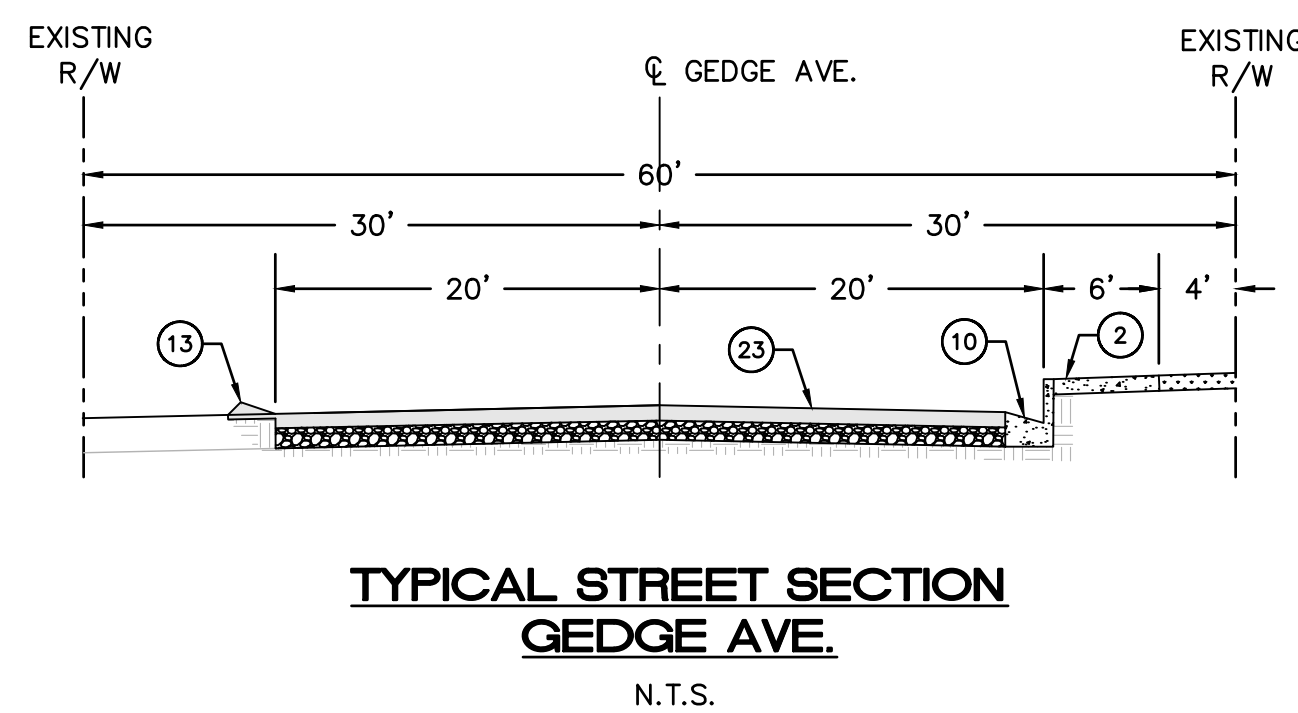 EXISTING
R/W
℄ GEDGE AVE.
EXISTING
R/W
60'
30'
30'
20'
20'
6'
4'
13
23
10
2
TYPICAL STREET SECTION
GEDGE AVE.
N.T.S.